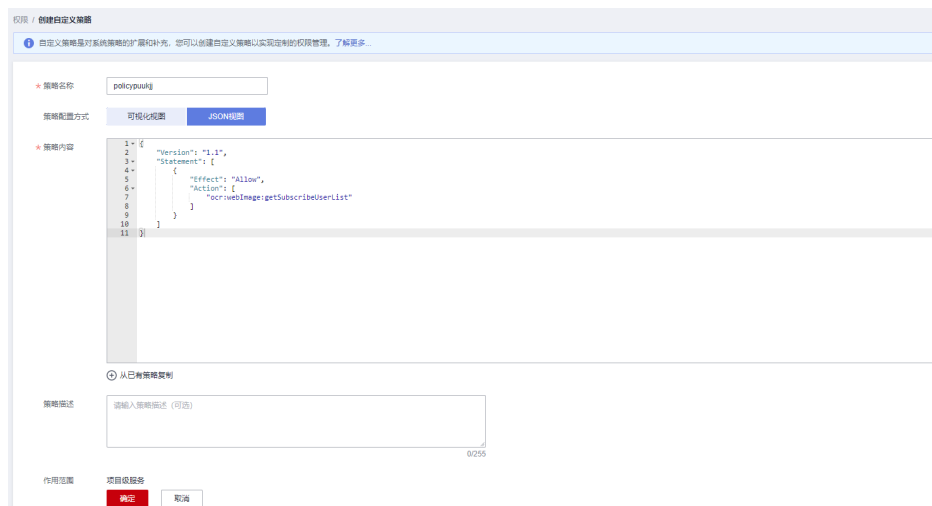 权限 / 创建自定义策略
自定义策略是对系统策略的扩展和补充，您可以创建自定义策略以实现定制的权限管理。了解更多...
* 策略名称 policypuukjj
策略配置方式 可视化视图 JSON视图
* 策略内容
1 {
2 "Version": "1.1",
3 "Statement": [
4 {
5 "Effect": "Allow",
6 "Action": [
7 "ocr:webImage:getSubscribeUserList"
8 ]
9 }
10 ]
11 }
从已有策略复制
策略描述 请输入策略描述（可选）
0/255
作用范围 项目级服务
确定 取消